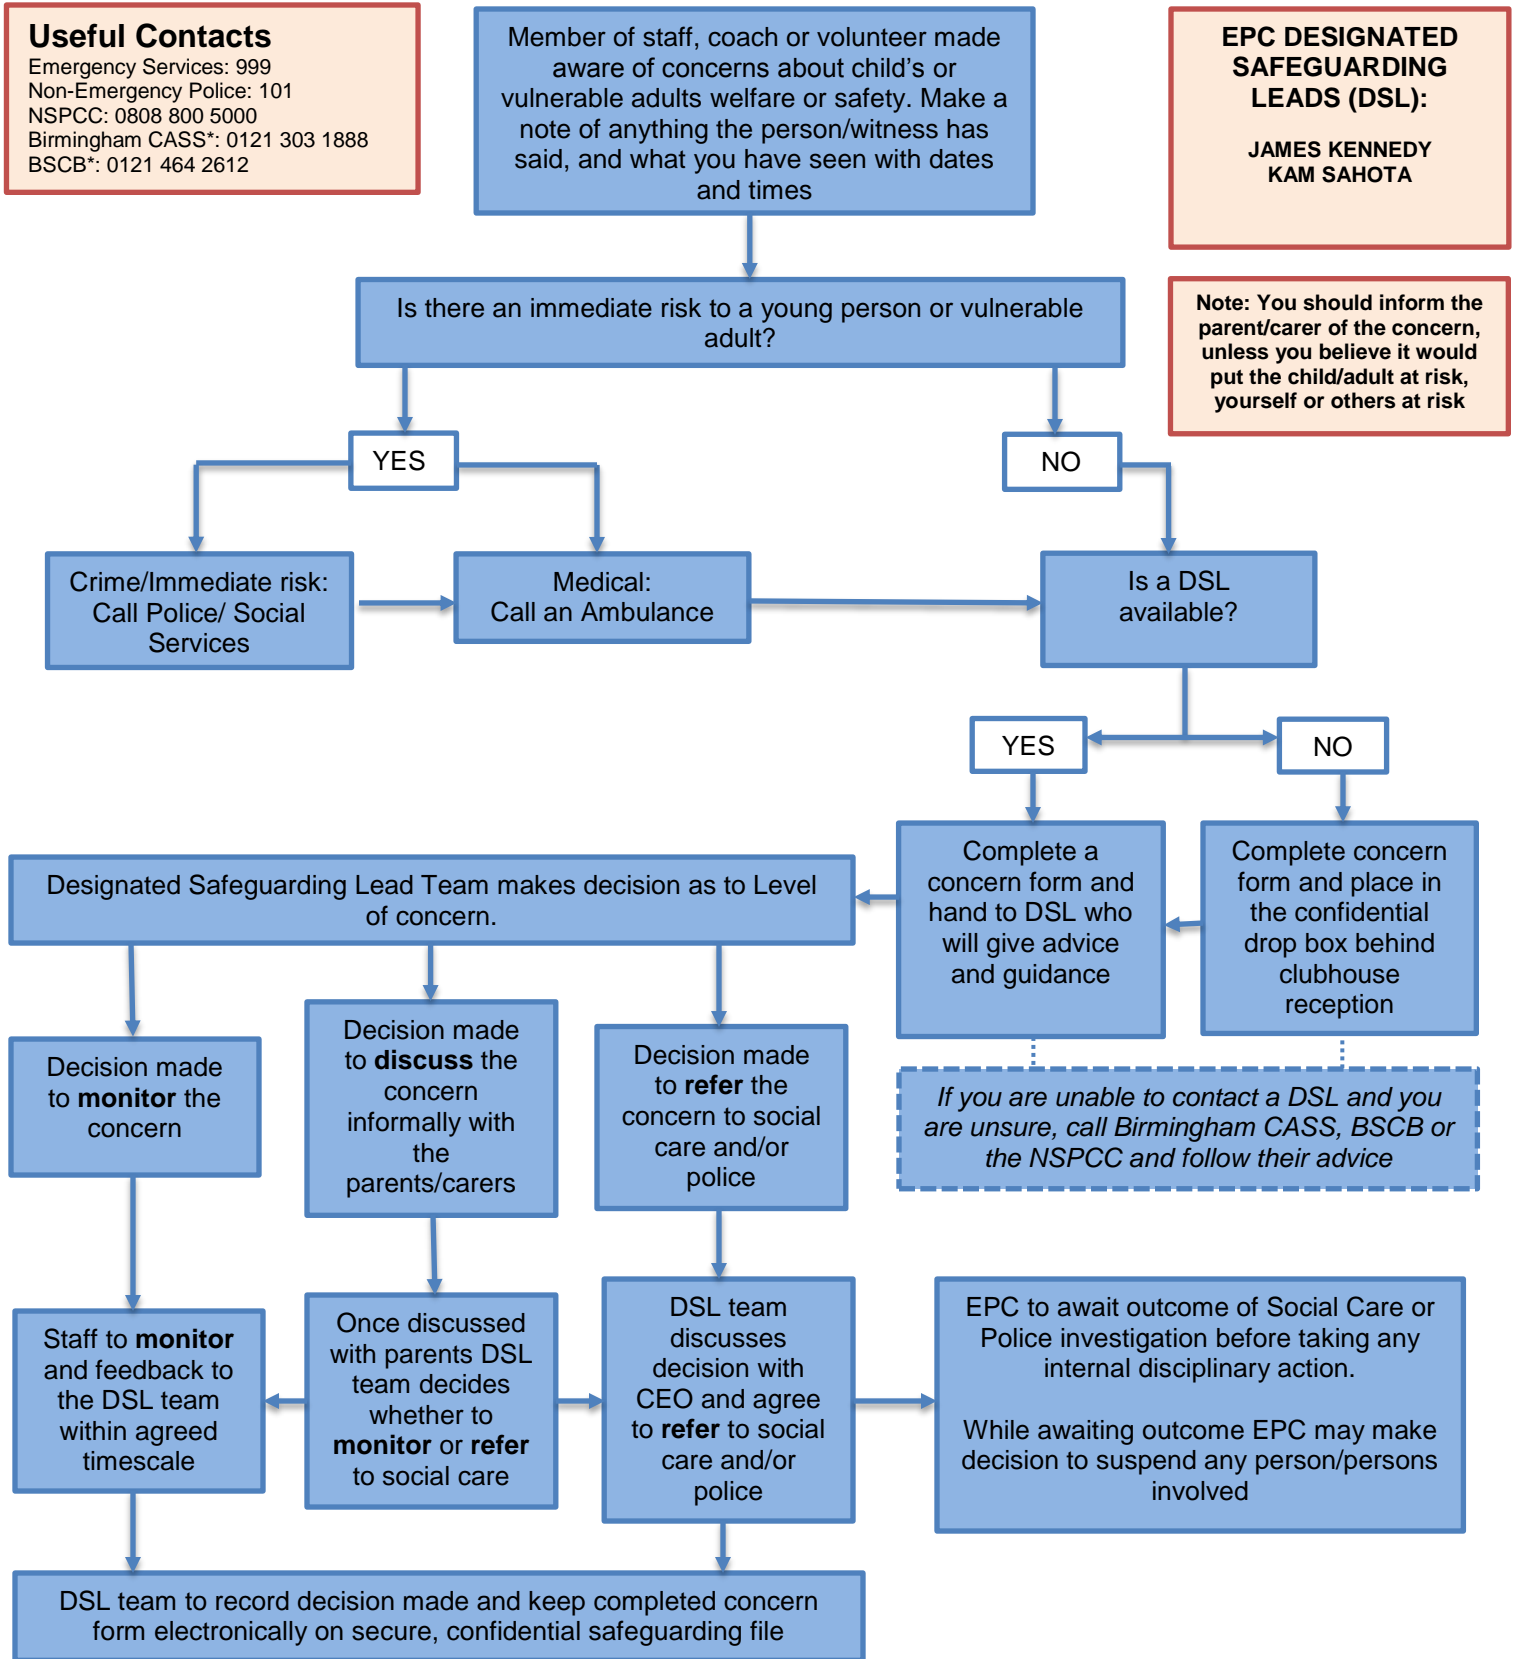 Useful Contacts
Emergency Services: 999
Non-Emergency Police: 101
NSPCC: 0808 800 5000
Birmingham CASS*: 0121 303 1888
BSCB*: 0121 464 2612
Member of staff, coach or volunteer made
aware of concerns about child's or
vulnerable adults welfare or safety. Make a
note of anything the person/witness has
said, and what you have seen with dates
and times
EPC DESIGNATED
SAFEGUARDING
LEADS (DSL):
JAMES KENNEDY
KAM SAHOTA
Is there an immediate risk to a young person or vulnerable
adult?
Note: You should inform the
parent/carer of the concern,
unless you believe it would
put the child/adult at risk,
yourself or others at risk
YES
NO
Crime/Immediate risk:
Call Police/ Social
Services
Medical:
Call an Ambulance
Is a DSL
available?
YES
NO
Complete a
concern form and
hand to DSL who
will give advice
and guidance
Complete concern
form and place in
the confidential
drop box behind
clubhouse
reception
Designated Safeguarding Lead Team makes decision as to Level
of concern.
Decision made
to monitor the
concern
Decision made
to discuss the
concern
informally with
the
parents/carers
Decision made
to refer the
concern to social
care and/or
police
If you are unable to contact a DSL and you
are unsure, call Birmingham CASS, BSCB or
the NSPCC and follow their advice
Staff to monitor
and feedback to
the DSL team
within agreed
timescale
Once discussed
with parents DSL
team decides
whether to
monitor or refer
to social care
DSL team
discusses
decision with
CEO and agree
to refer to social
care and/or
police
EPC to await outcome of Social Care or
Police investigation before taking any
internal disciplinary action.
While awaiting outcome EPC may make
decision to suspend any person/persons
involved
DSL team to record decision made and keep completed concern
form electronically on secure, confidential safeguarding file